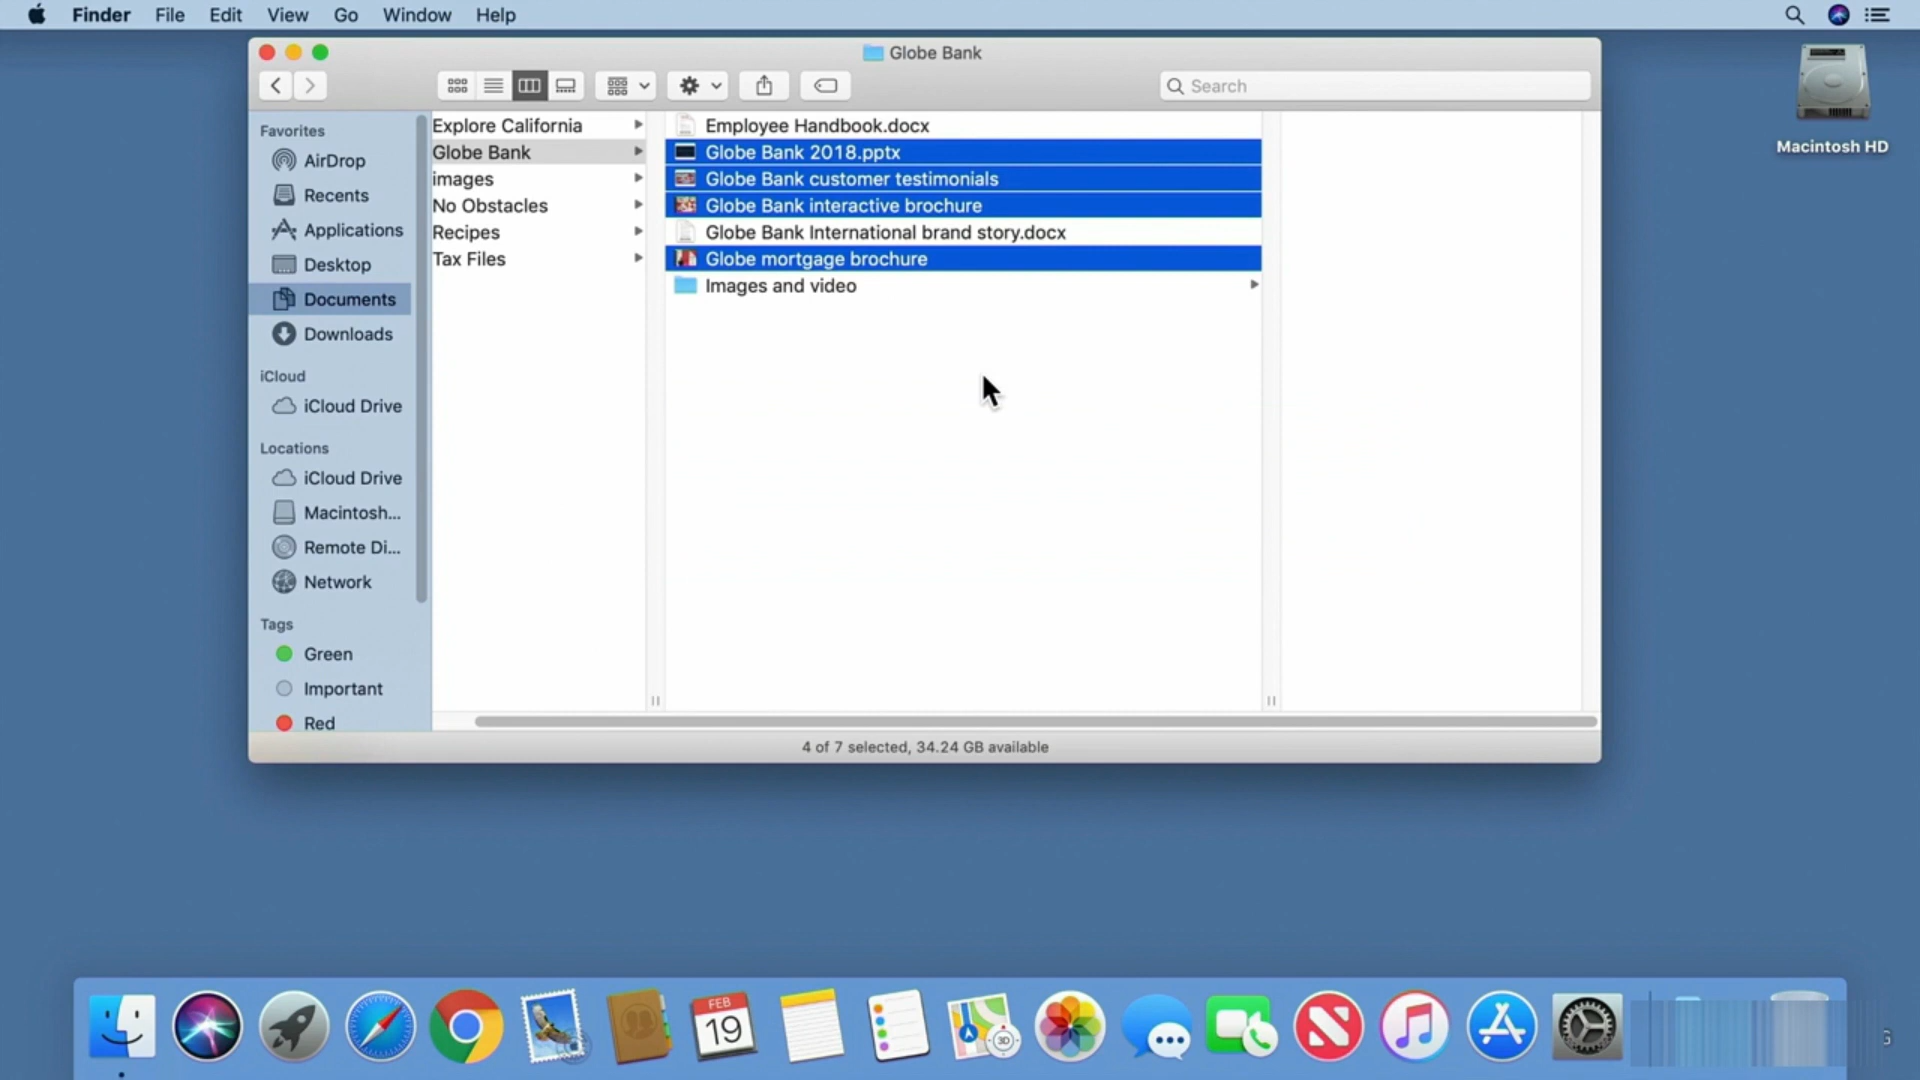 Finder File Edit View Go Window Help
Globe Bank
Search
Macintosh HD
Favorites
AirDrop
Recents
Applications
Desktop
Documents
Downloads
iCloud
iCloud Drive
Locations
iCloud Drive
Macintosh...
Remote Di...
Network
Tags
Green
Important
Red
Explore California
Globe Bank
images
No Obstacles
Recipes
Tax Files
Employee Handbook.docx
Globe Bank 2018.pptx
Globe Bank customer testimonials
Globe Bank interactive brochure
Globe Bank International brand story.docx
Globe mortgage brochure
Images and video
4 of 7 selected, 34.24 GB available
FEB
19
3D